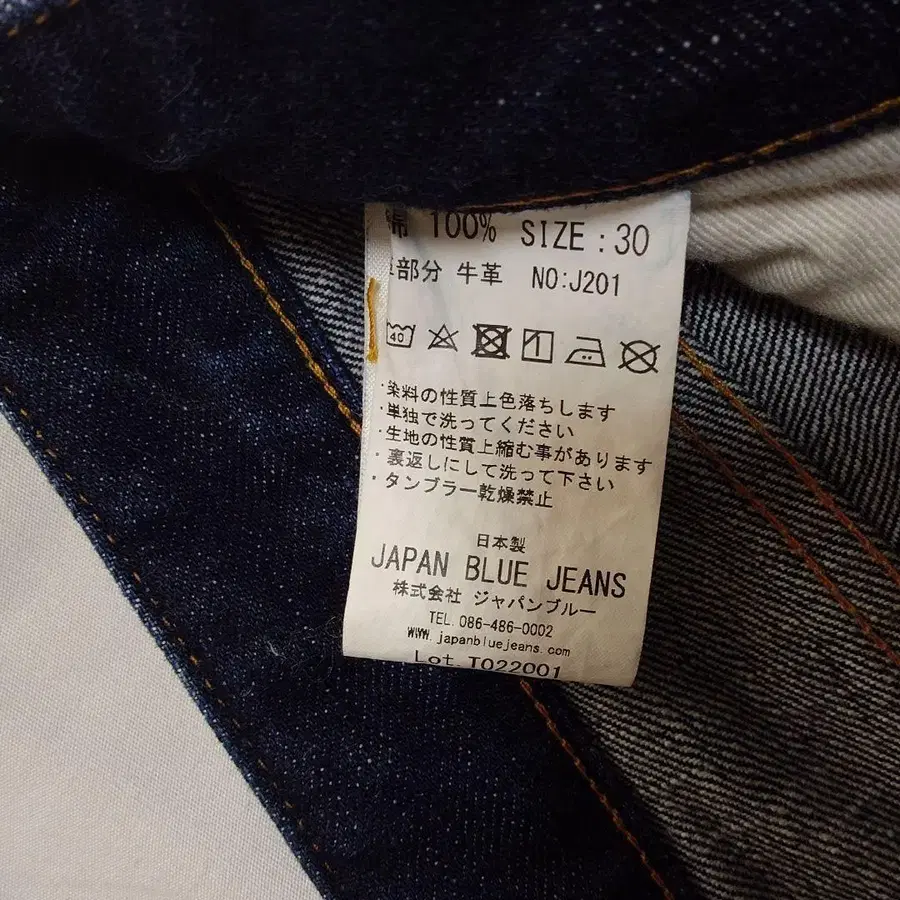 綿 100% SIZE : 30
部分 牛革 NO:J201
40
・染料の性質上色落ちします
・単独で洗ってください
・生地の性質上縮む事があります
・裏返しにして洗って下さい
・タンブラー乾燥禁止
日本製
JAPAN BLUE JEANS
株式会社 ジャパンブルー
TEL. 086-486-0002
www.japanbluejeans.com
Lot T022001